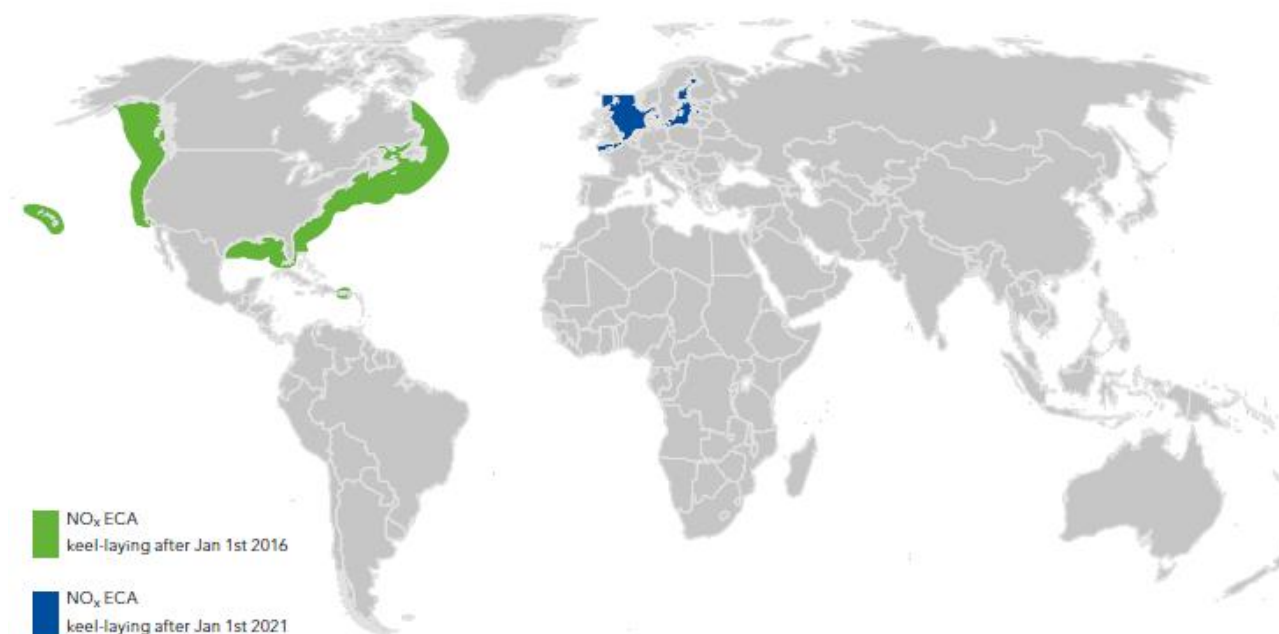 NOₓ ECA
keel-laying after Jan 1st 2016
NOₓ ECA
keel-laying after Jan 1st 2021